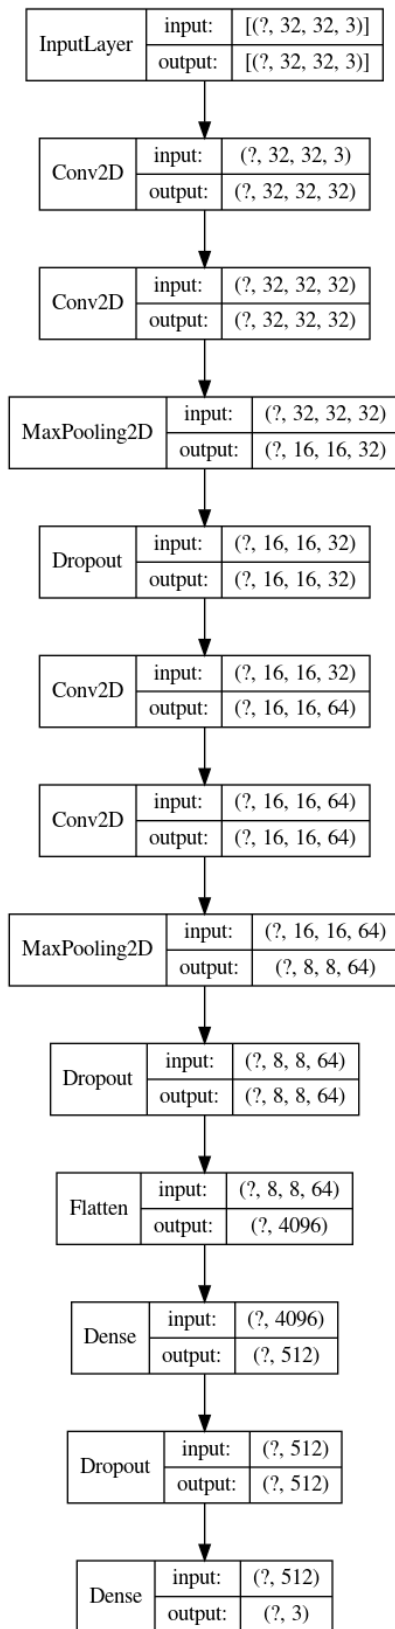 InputLayer input: [(?, 32, 32, 3)]
output: [(?, 32, 32, 3)]
Conv2D input: (?, 32, 32, 3)
output: (?, 32, 32, 32)
Conv2D input: (?, 32, 32, 32)
output: (?, 32, 32, 32)
MaxPooling2D input: (?, 32, 32, 32)
output: (?, 16, 16, 32)
Dropout input: (?, 16, 16, 32)
output: (?, 16, 16, 32)
Conv2D input: (?, 16, 16, 32)
output: (?, 16, 16, 64)
Conv2D input: (?, 16, 16, 64)
output: (?, 16, 16, 64)
MaxPooling2D input: (?, 16, 16, 64)
output: (?, 8, 8, 64)
Dropout input: (?, 8, 8, 64)
output: (?, 8, 8, 64)
Flatten input: (?, 8, 8, 64)
output: (?, 4096)
Dense input: (?, 4096)
output: (?, 512)
Dropout input: (?, 512)
output: (?, 512)
Dense input: (?, 512)
output: (?, 3)